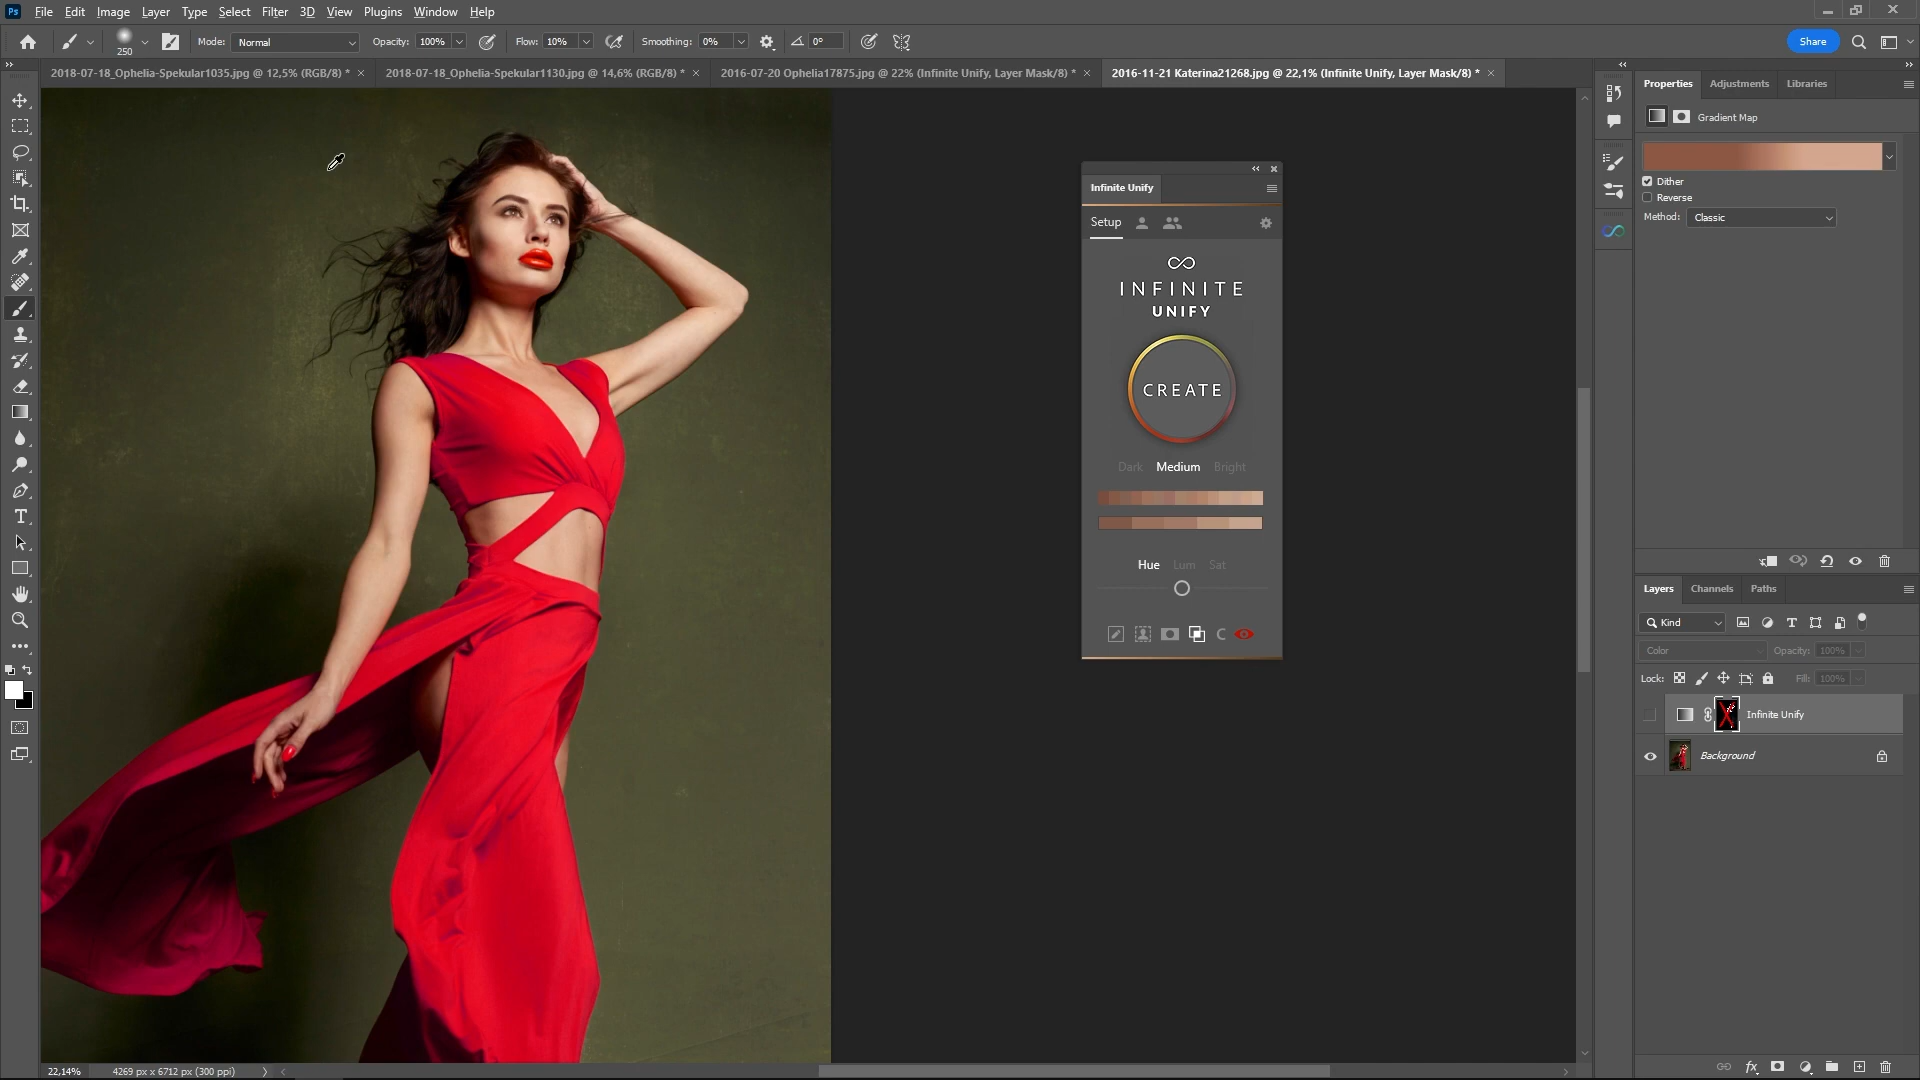 Ps File Edit Image Layer Type Select Filter 3D View Plugins Window Help
250 Mode: Normal Opacity: 100% Flow: 10% Smoothing: 0% 0° Share
2018-07-18_Ophelia-Spekular1035.jpg @ 12,5% (RGB/8) * 2018-07-18_Ophelia-Spekular1130.jpg @ 14,6% (RGB/8) * 2016-07-20 Ophelia17875.jpg @ 22% (Infinite Unify, Layer Mask/8) * 2016-11-21 Katerina21268.jpg @ 22,1% (Infinite Unify, Layer Mask/8) *
Properties Adjustments Libraries
Gradient Map
Dither
Reverse
Method: Classic
Infinite Unify
Setup
INFINITE
UNIFY
CREATE
Dark Medium Bright
Hue Lum Sat
C
Layers Channels Paths
Kind
Color Opacity: 100%
Lock: Fill: 100%
Infinite Unify
Background
fx
22,14% 4269 px x 6712 px (300 ppi)